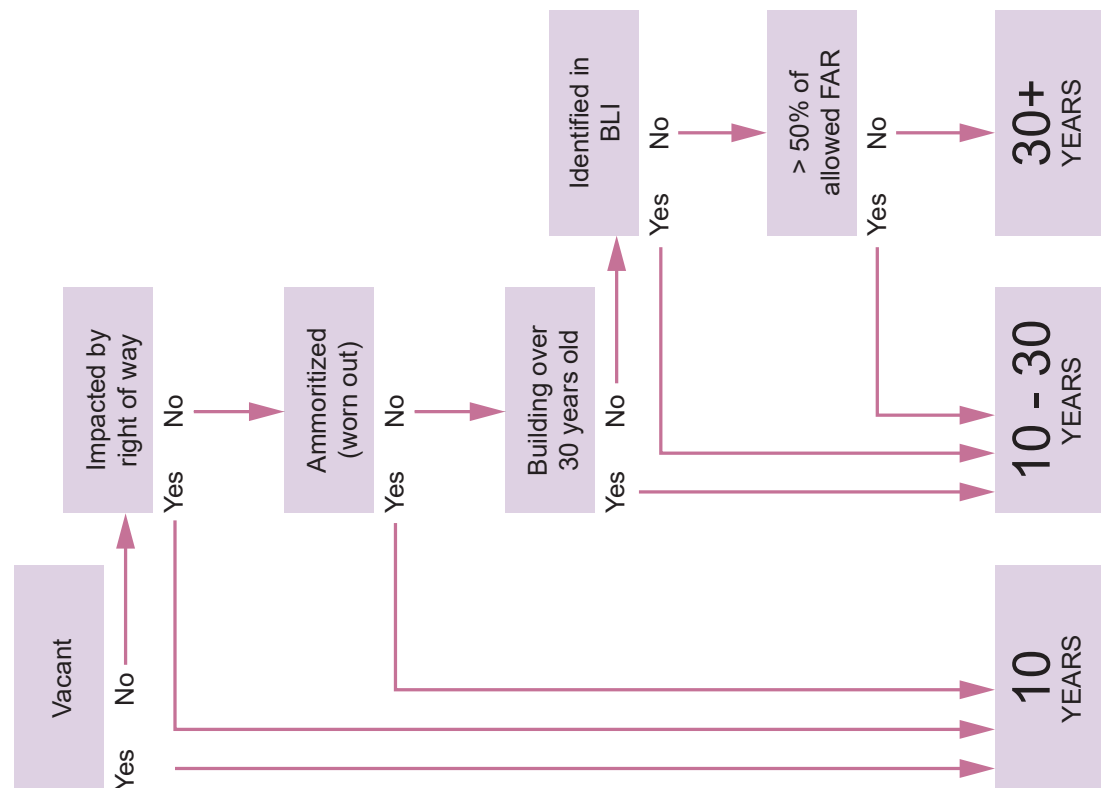 Vacant
Yes
No
Impacted by
right of way
Yes
No
Ammoritized
(worn out)
Yes
No
Building over
30 years old
Yes
No
Identified in
BLI
Yes
No
> 50% of
allowed FAR
Yes
No
10
YEARS
10 - 30
YEARS
30+
YEARS